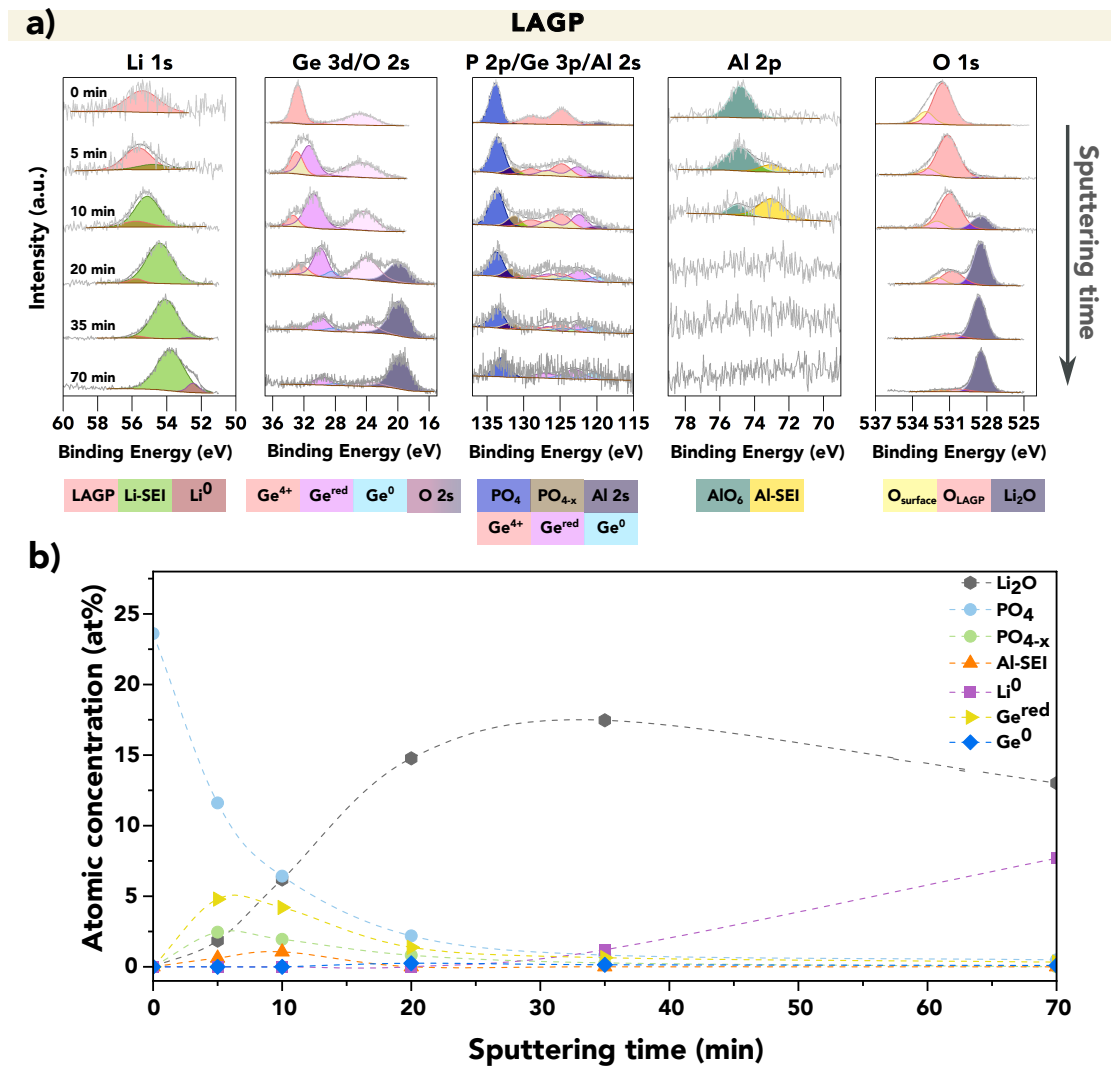 a)
LAGP
Li 1s
Ge 3d/O 2s
P 2p/Ge 3p/Al 2s
Al 2p
O 1s
Intensity (a.u.)
0 min
5 min
10 min
20 min
35 min
70 min
Sputtering time
60 58 56 54 52 50
36 32 28 24 20 16
135 130 125 120 115
78 76 74 72 70
537 534 531 528 525
Binding Energy (eV)
Binding Energy (eV)
Binding Energy (eV)
Binding Energy (eV)
Binding Energy (eV)
LAGP Li-SEI Li⁰
Ge⁴⁺ Geʳᵉᵈ Ge⁰ O 2s
PO₄ PO₄₋ₓ Al 2s
Ge⁴⁺ Geʳᵉᵈ Ge⁰
AlO₆ Al-SEI
Osurface OLAGP Li₂O
b)
Atomic concentration (at%)
25
20
15
10
5
0
Li₂O
PO₄
PO₄₋ₓ
Al-SEI
Li⁰
Geʳᵉᵈ
Ge⁰
0 10 20 30 40 50 60 70
Sputtering time (min)